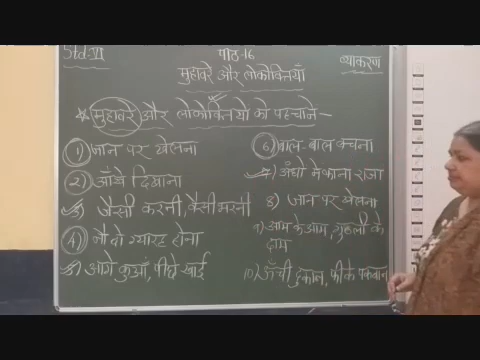 Std-VI
पाठ-16
व्याकरण
मुहावरे और लोकोक्तियाँ
मुहावरे और लोकोक्तियों को पहचाने-
1) जान पर खेलना
2) आँखे दिखाना
3) जैसी करनी, वैसी भरनी
4) नौ दो ग्यारह होना
5) आगे कुआँ, पीछे खाई
6) बाल-बाल बचना
7) अंधो मे काना राजा
8) जान पर खेलना
9) आम के आम, गुठली के
दाम
10) ऊँची दुकान, फीके पकवान